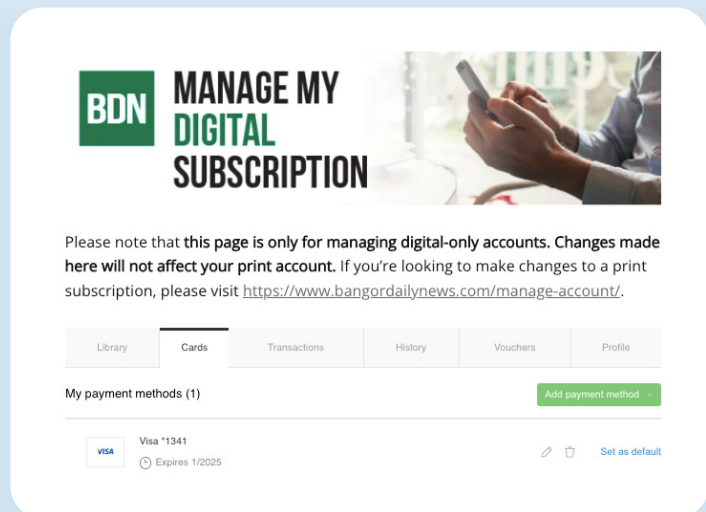 BDN
MANAGE MY
DIGITAL
SUBSCRIPTION
Please note that this page is only for managing digital-only accounts. Changes made
here will not affect your print account. If you’re looking to make changes to a print
subscription, please visit https://www.bangordailynews.com/manage-account/.
Library Cards Transactions History Vouchers Profile
My payment methods (1) Add payment method
VISA Visa *1341
Expires 1/2025 Set as default